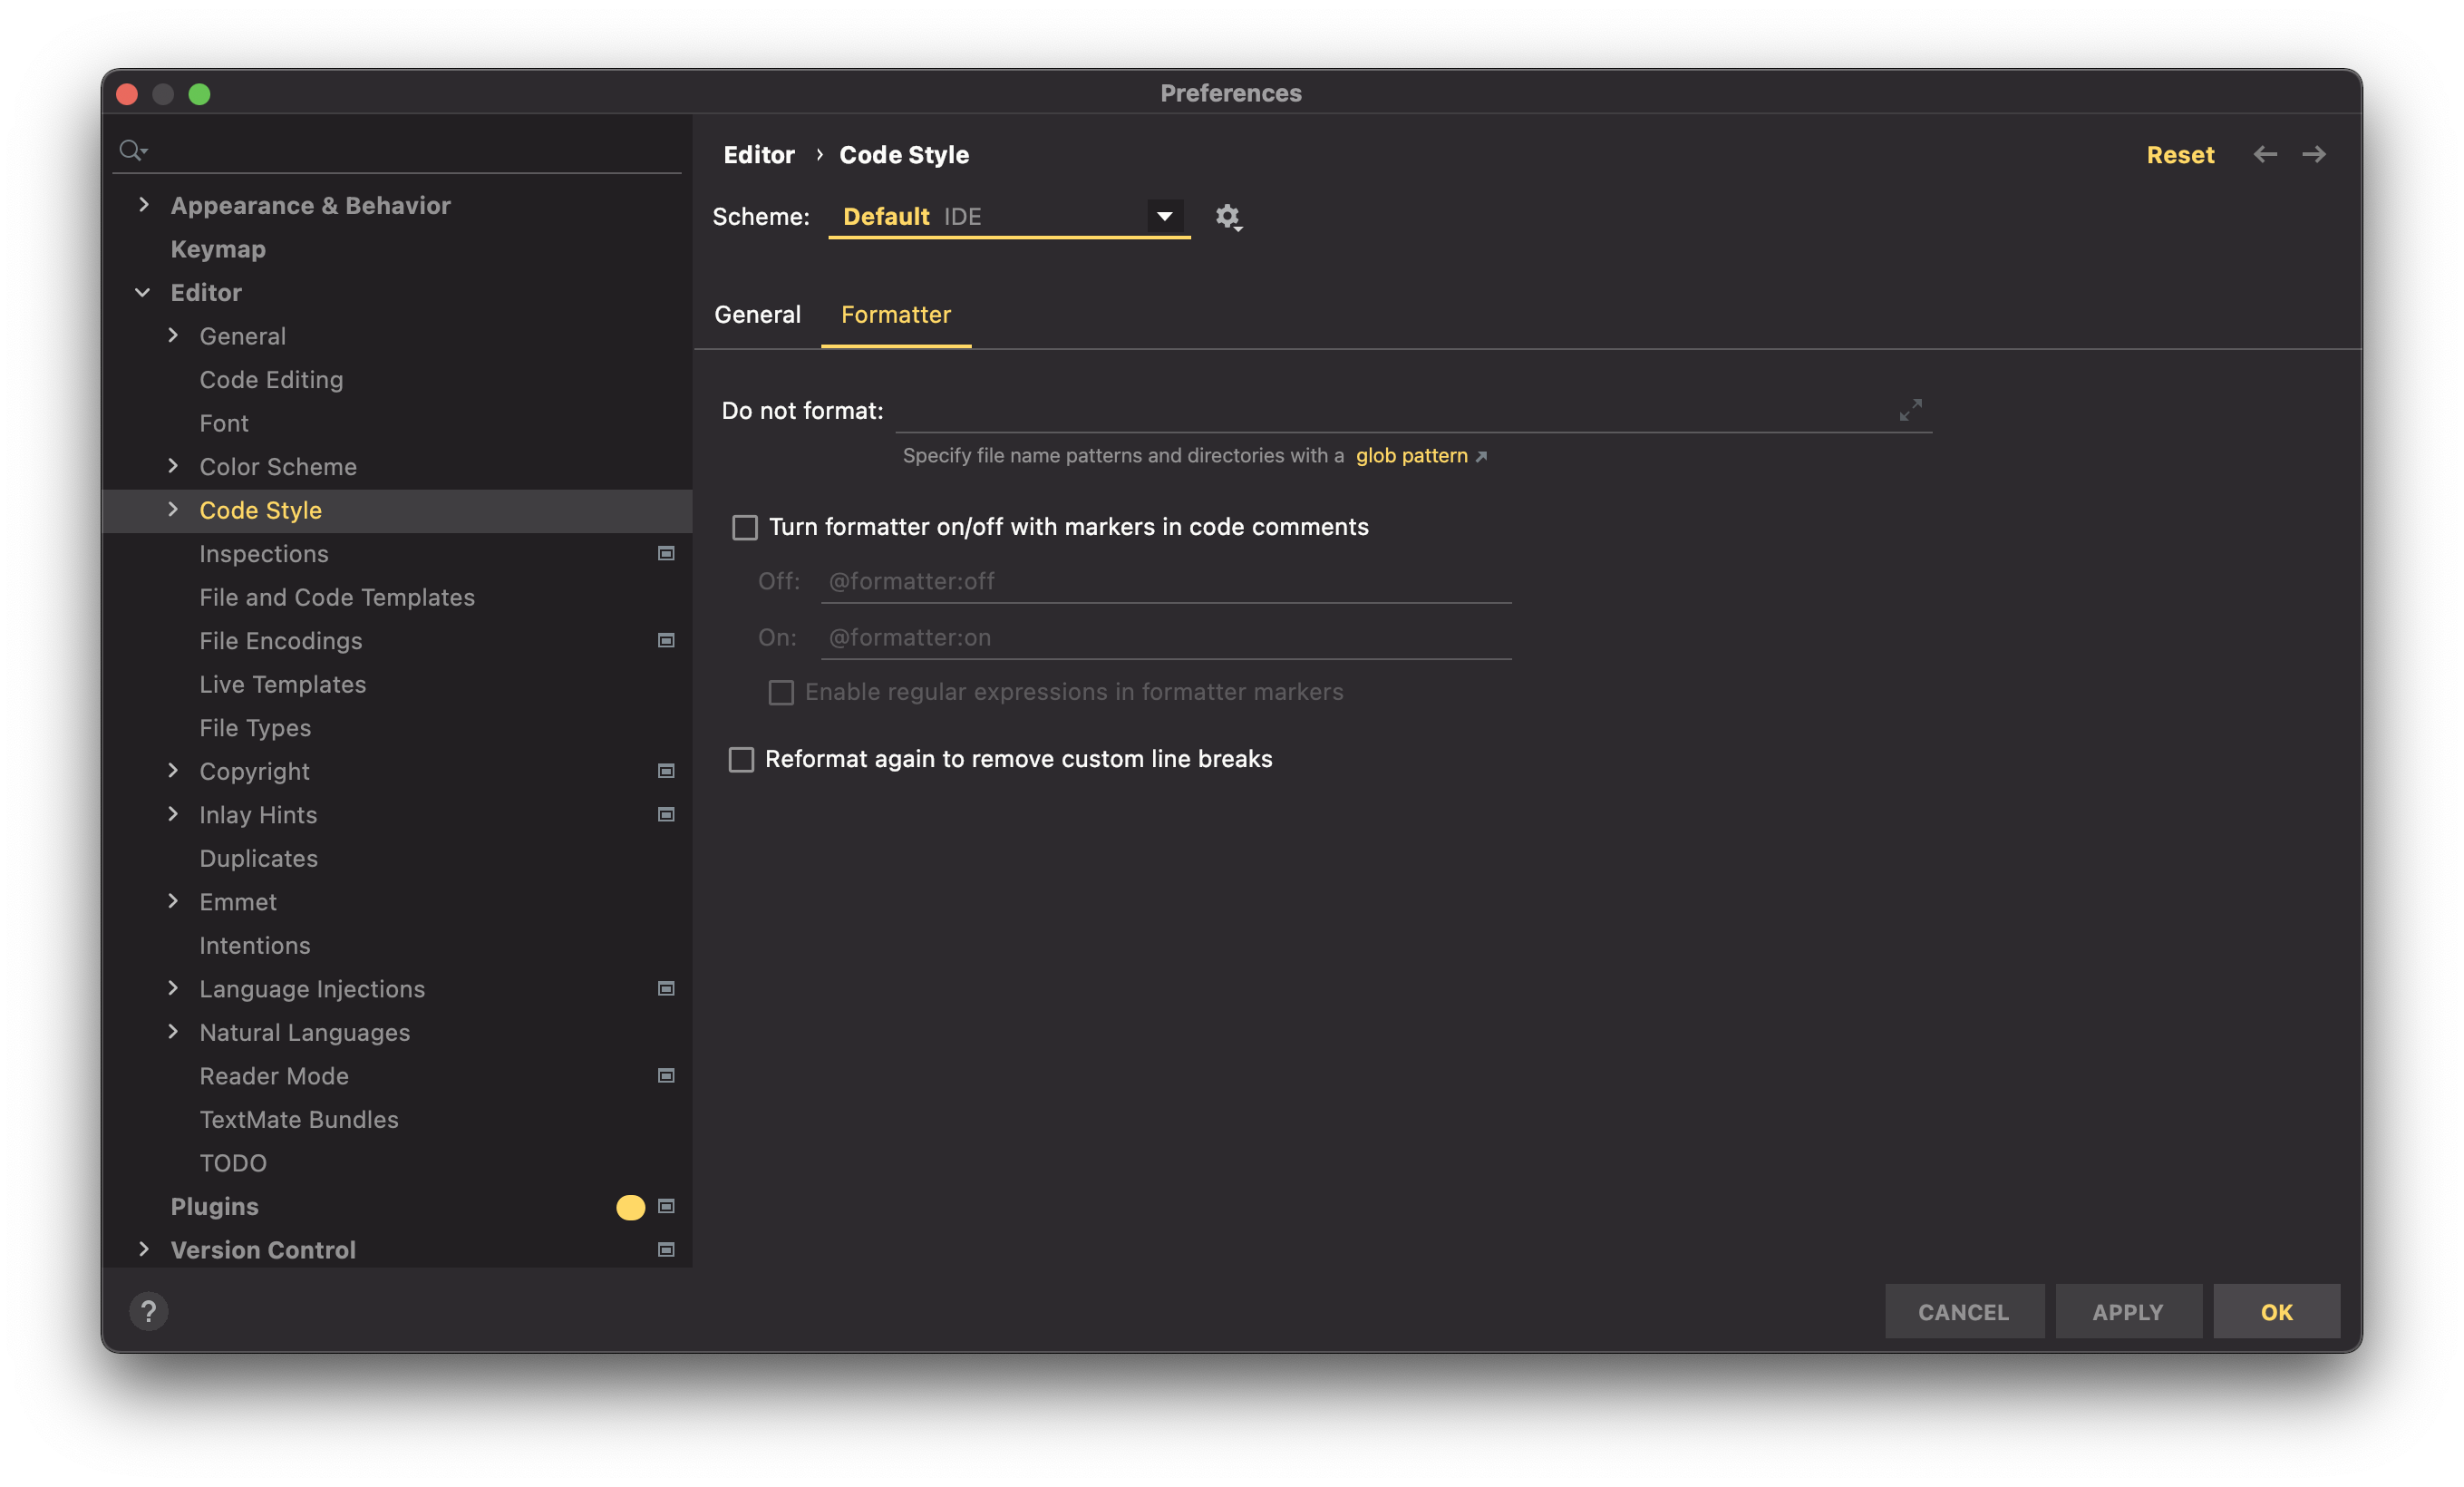 Preferences
Appearance & Behavior
Keymap
Editor
General
Code Editing
Font
Color Scheme
Code Style
Inspections
File and Code Templates
File Encodings
Live Templates
File Types
Copyright
Inlay Hints
Duplicates
Emmet
Intentions
Language Injections
Natural Languages
Reader Mode
TextMate Bundles
TODO
Plugins
Version Control
Editor › Code Style
Reset
Scheme: Default IDE
General Formatter
Do not format:
Specify file name patterns and directories with a glob pattern
Turn formatter on/off with markers in code comments
Off: @formatter:off
On: @formatter:on
Enable regular expressions in formatter markers
Reformat again to remove custom line breaks
?
CANCEL APPLY OK